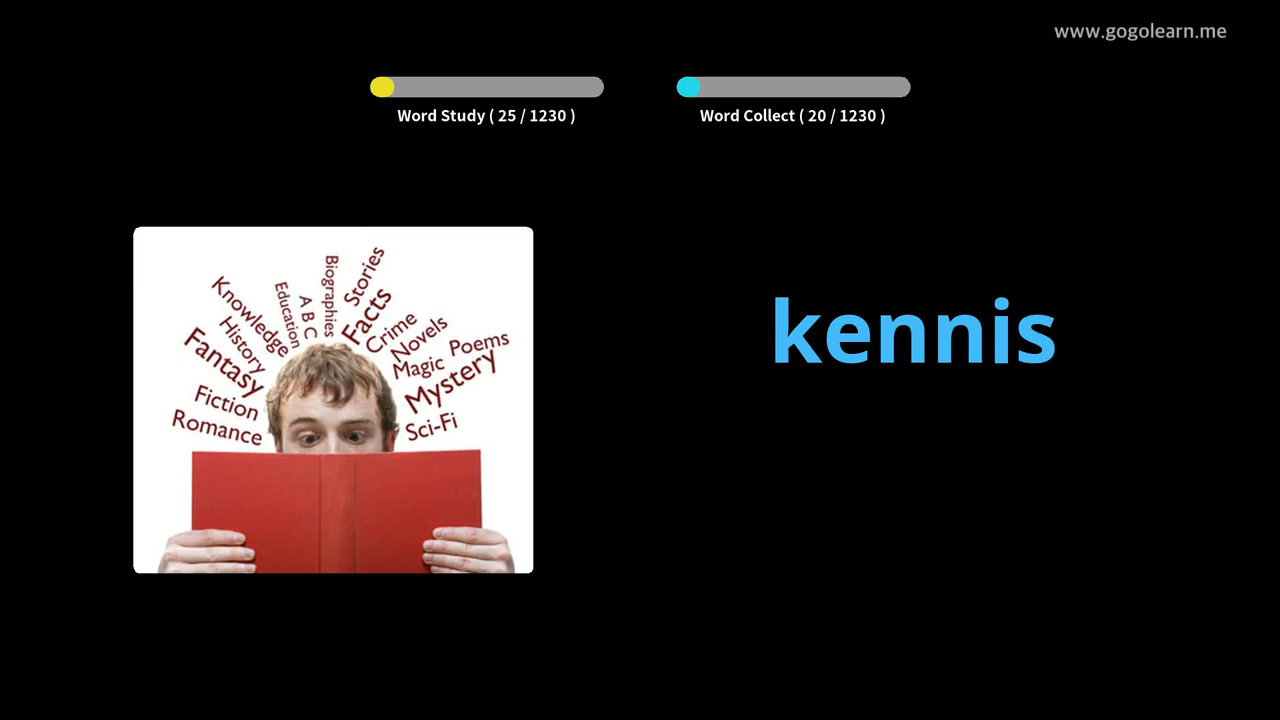 www.gogolearn.me
Word Study ( 25 / 1230 )
Word Collect ( 20 / 1230 )
Romance
Fiction
Fantasy
History
Knowledge
Education
A B C
Biographies
Stories
Facts
Crime
Novels
Magic
Poems
Mystery
Sci-Fi
kennis